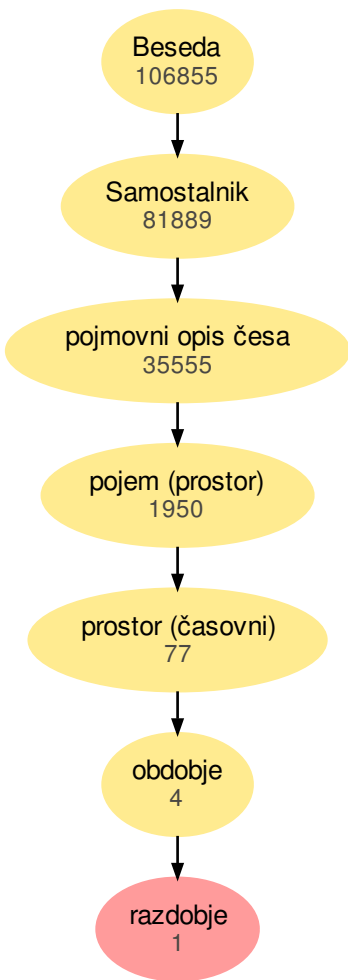 Beseda
106855
Samostalnik
81889
pojmovni opis česa
35555
pojem (prostor)
1950
prostor (časovni)
77
obdobje
4
razdobje
1